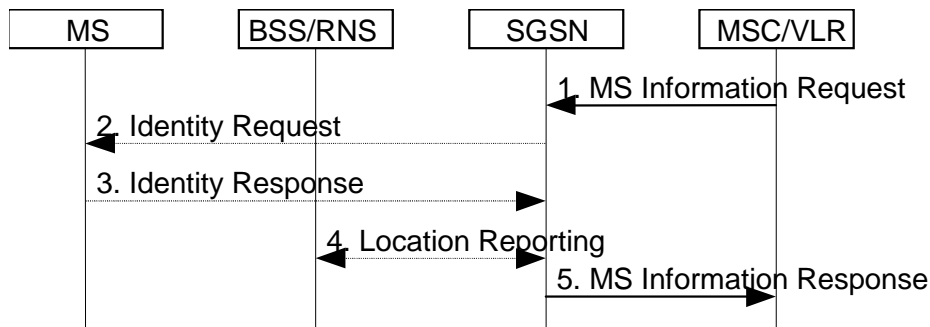 MS
BSS/RNS
SGSN
MSC/VLR
1. MS Information Request
2. Identity Request
3. Identity Response
4. Location Reporting
5. MS Information Response